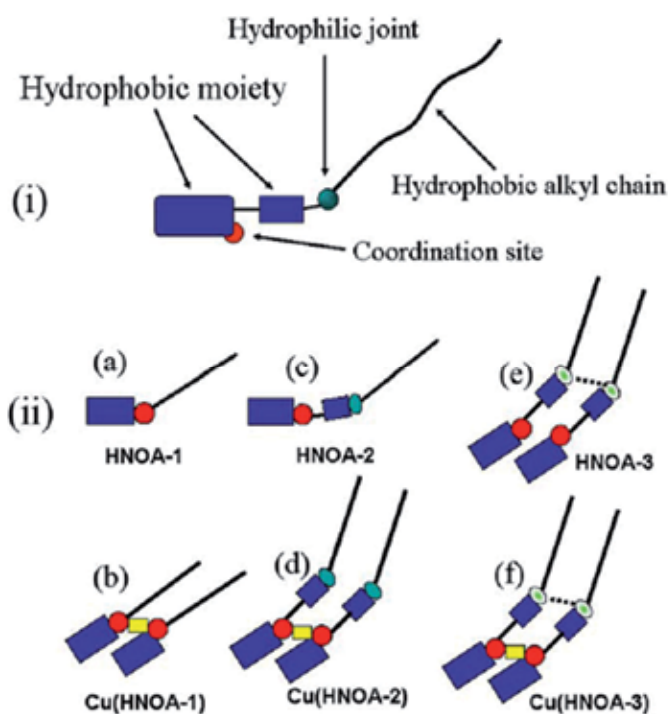 Hydrophilic joint
Hydrophobic moiety
Hydrophobic alkyl chain
(i)
Coordination site
(ii)
(a)
HNOA-1
(c)
HNOA-2
(e)
HNOA-3
(b)
Cu(HNOA-1)
(d)
Cu(HNOA-2)
(f)
Cu(HNOA-3)